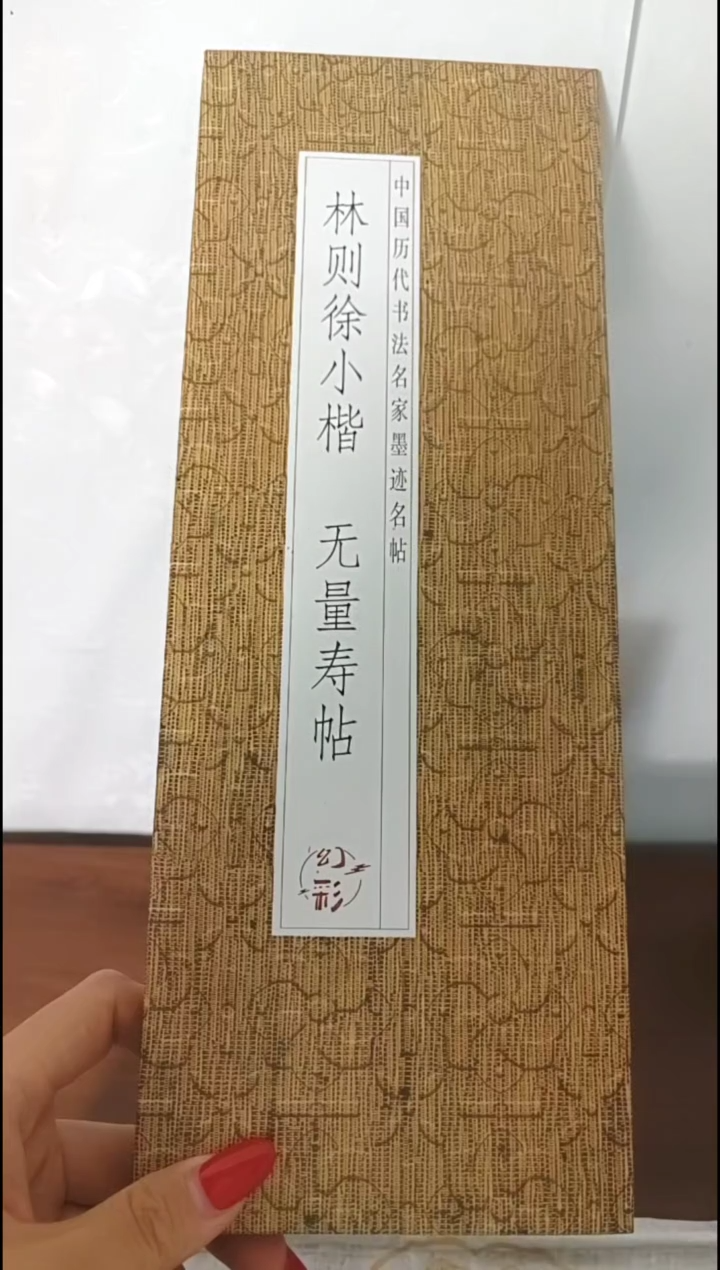 中国历代书法名家墨迹名帖
林则徐小楷 无量寿帖
幻彩